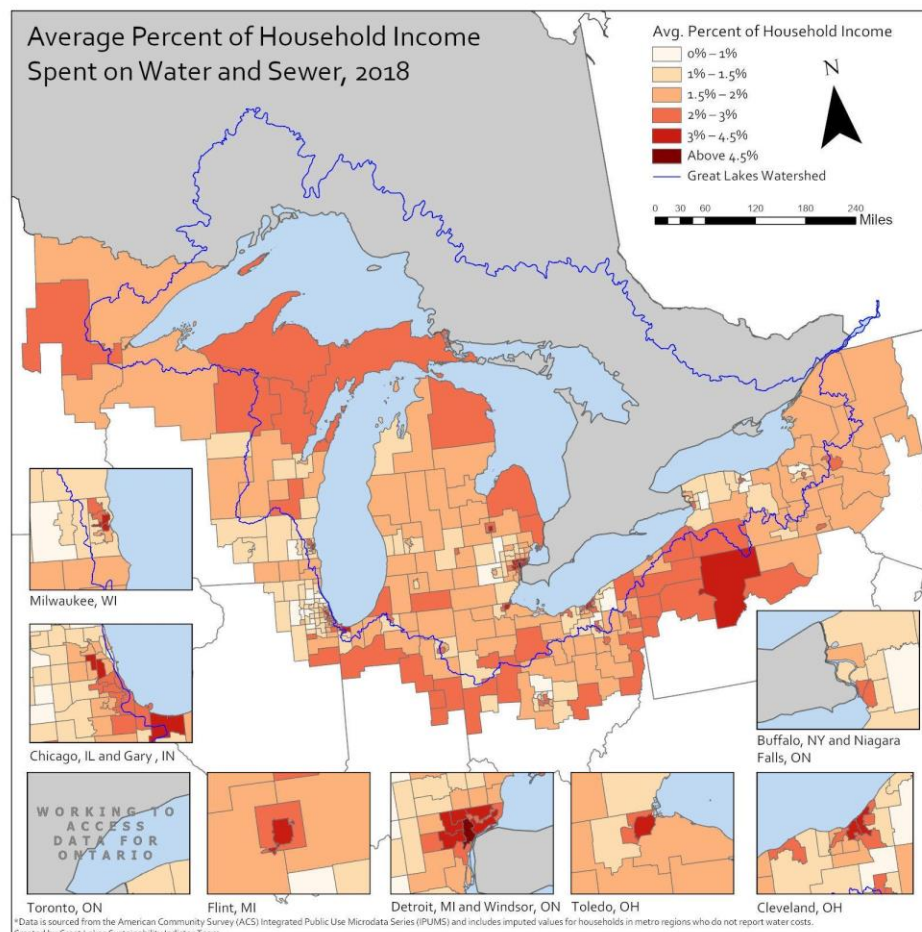 Average Percent of Household Income
Spent on Water and Sewer, 2018
Avg. Percent of Household Income
0% – 1%
1% – 1.5%
1.5% – 2%
2% – 3%
3% – 4.5%
Above 4.5%
Great Lakes Watershed
N
0 30 60 120 180 240
Miles
Milwaukee, WI
Chicago, IL and Gary , IN
Buffalo, NY and Niagara
Falls, ON
WORKING TO
ACCESS
DATA FOR
ONTARIO
Toronto, ON
Flint, MI
Detroit, MI and Windsor, ON
Toledo, OH
Cleveland, OH
*Data is sourced from the American Community Survey (ACS) Integrated Public Use Microdata Series (IPUMS) and includes imputed values for households in metro regions who do not report water costs.